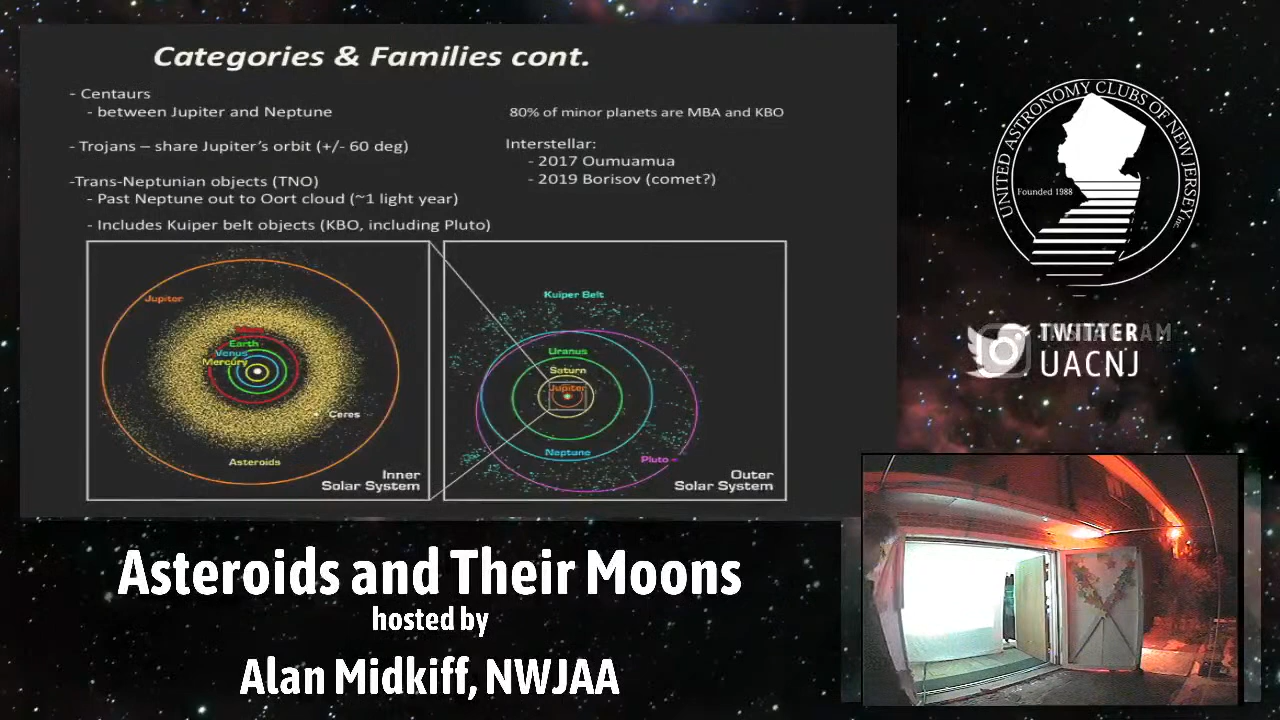 Categories & Families cont.
- Centaurs
- between Jupiter and Neptune
- Trojans – share Jupiter's orbit (+/- 60 deg)
-Trans-Neptunian objects (TNO)
- Past Neptune out to Oort cloud (~1 light year)
- Includes Kuiper belt objects (KBO, including Pluto)
80% of minor planets are MBA and KBO
Interstellar:
- 2017 Oumuamua
- 2019 Borisov (comet?)
Jupiter
Mars
Earth
Venus
Mercury
Ceres
Asteroids
Inner
Solar System
Kuiper Belt
Uranus
Saturn
Jupiter
Neptune
Pluto
Outer
Solar System
UNITED ASTRONOMY CLUBS OF NEW JERSEY Inc.
Founded 1988
TWITTER
UACNJ
Asteroids and Their Moons
hosted by
Alan Midkiff, NWJAA